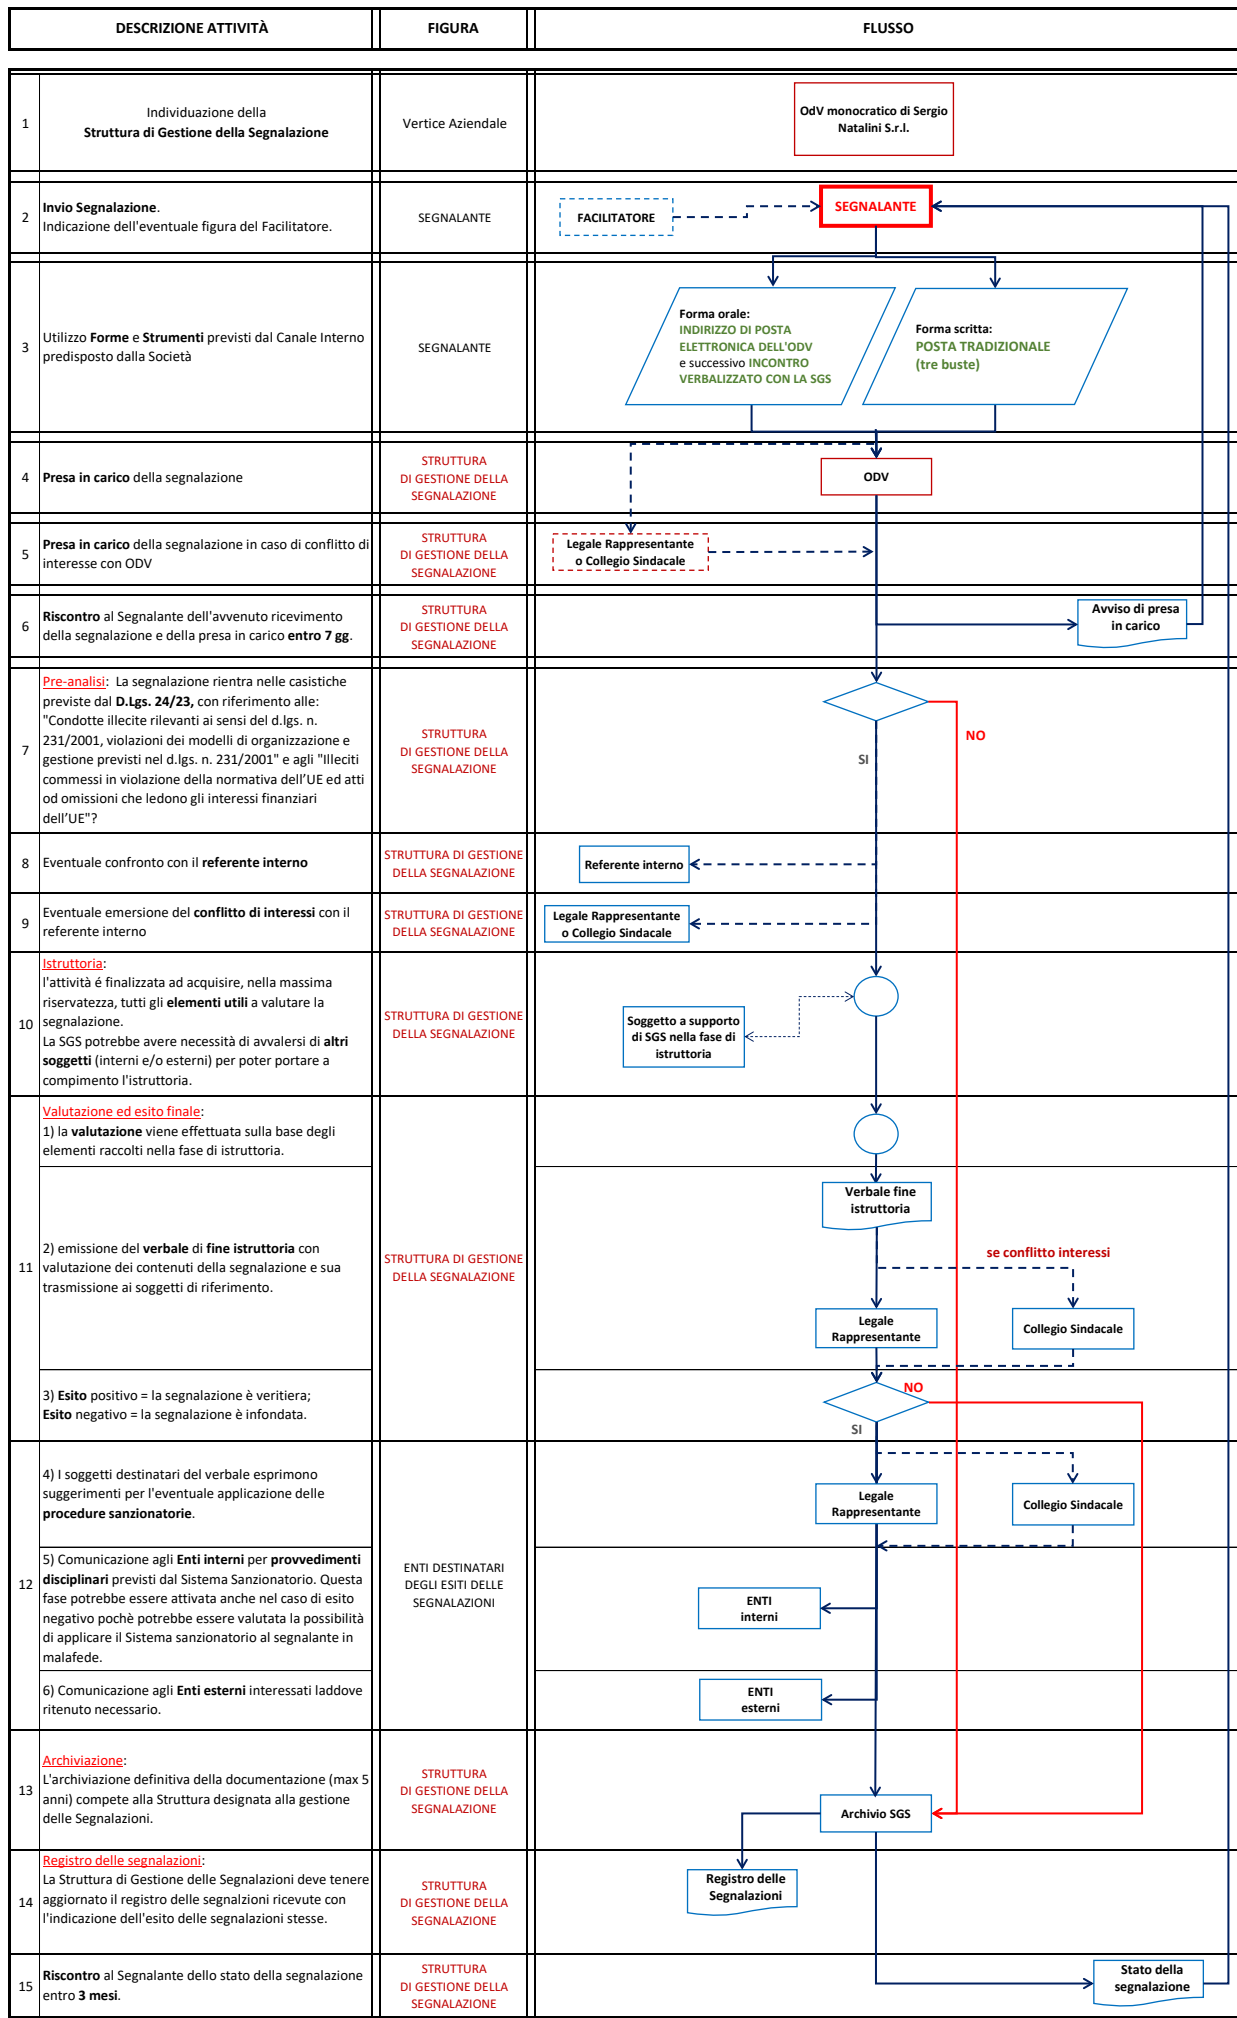 DESCRIZIONE ATTIVITÀ
FIGURA
FLUSSO
1
Individuazione della
Struttura di Gestione della Segnalazione
Vertice Aziendale
OdV monocratico di Sergio
Natalini S.r.l.
2
Invio Segnalazione.
Indicazione dell'eventuale figura del Facilitatore.
SEGNALANTE
FACILITATORE
SEGNALANTE
3
Utilizzo Forme e Strumenti previsti dal Canale Interno
predisposto dalla Società
SEGNALANTE
Forma orale:
INDIRIZZO DI POSTA
ELETTRONICA DELL'ODV
e successivo INCONTRO
VERBALIZZATO CON LA SGS
Forma scritta:
POSTA TRADIZIONALE
(tre buste)
4
Presa in carico della segnalazione
STRUTTURA
DI GESTIONE DELLA
SEGNALAZIONE
ODV
5
Presa in carico della segnalazione in caso di conflitto di
interesse con ODV
STRUTTURA
DI GESTIONE DELLA
SEGNALAZIONE
Legale Rappresentante
o Collegio Sindacale
6
Riscontro al Segnalante dell'avvenuto ricevimento
della segnalazione e della presa in carico entro 7 gg.
STRUTTURA
DI GESTIONE DELLA
SEGNALAZIONE
Avviso di presa
in carico
7
Pre-analisi: La segnalazione rientra nelle casistiche
previste dal D.Lgs. 24/23, con riferimento alle:
"Condotte illecite rilevanti ai sensi del d.lgs. n.
231/2001, violazioni dei modelli di organizzazione e
gestione previsti nel d.lgs. n. 231/2001" e agli "Illeciti
commessi in violazione della normativa dell'UE ed atti
od omissioni che ledono gli interessi finanziari
dell'UE"?
STRUTTURA
DI GESTIONE DELLA
SEGNALAZIONE
NO
SI
8
Eventuale confronto con il referente interno
STRUTTURA DI GESTIONE
DELLA SEGNALAZIONE
Referente interno
9
Eventuale emersione del conflitto di interessi con il
referente interno
STRUTTURA DI GESTIONE
DELLA SEGNALAZIONE
Legale Rappresentante
o Collegio Sindacale
10
Istruttoria:
l'attività é finalizzata ad acquisire, nella massima
riservatezza, tutti gli elementi utili a valutare la
segnalazione.
La SGS potrebbe avere necessità di avvalersi di altri
soggetti (interni e/o esterni) per poter portare a
compimento l'istruttoria.
STRUTTURA DI GESTIONE
DELLA SEGNALAZIONE
Soggetto a supporto
di SGS nella fase di
istruttoria
11
Valutazione ed esito finale:
1) la valutazione viene effettuata sulla base degli
elementi raccolti nella fase di istruttoria.
2) emissione del verbale di fine istruttoria con
valutazione dei contenuti della segnalazione e sua
trasmissione ai soggetti di riferimento.
3) Esito positivo = la segnalazione è veritiera;
Esito negativo = la segnalazione è infondata.
STRUTTURA DI GESTIONE
DELLA SEGNALAZIONE
Verbale fine
istruttoria
se conflitto interessi
Legale
Rappresentante
Collegio Sindacale
NO
SI
12
4) I soggetti destinatari del verbale esprimono
suggerimenti per l'eventuale applicazione delle
procedure sanzionatorie.
5) Comunicazione agli Enti interni per provvedimenti
disciplinari previsti dal Sistema Sanzionatorio. Questa
fase potrebbe essere attivata anche nel caso di esito
negativo pochè potrebbe essere valutata la possibilità
di applicare il Sistema sanzionatorio al segnalante in
malafede.
6) Comunicazione agli Enti esterni interessati laddove
ritenuto necessario.
ENTI DESTINATARI
DEGLI ESITI DELLE
SEGNALAZIONI
Legale
Rappresentante
Collegio Sindacale
ENTI
interni
ENTI
esterni
13
Archiviazione:
L'archiviazione definitiva della documentazione (max 5
anni) compete alla Struttura designata alla gestione
delle Segnalazioni.
STRUTTURA
DI GESTIONE DELLA
SEGNALAZIONE
Archivio SGS
14
Registro delle segnalazioni:
La Struttura di Gestione delle Segnalazioni deve tenere
aggiornato il registro delle segnalzioni ricevute con
l'indicazione dell'esito delle segnalazioni stesse.
STRUTTURA
DI GESTIONE DELLA
SEGNALAZIONE
Registro delle
Segnalazioni
15
Riscontro al Segnalante dello stato della segnalazione
entro 3 mesi.
STRUTTURA
DI GESTIONE DELLA
SEGNALAZIONE
Stato della
segnalazione